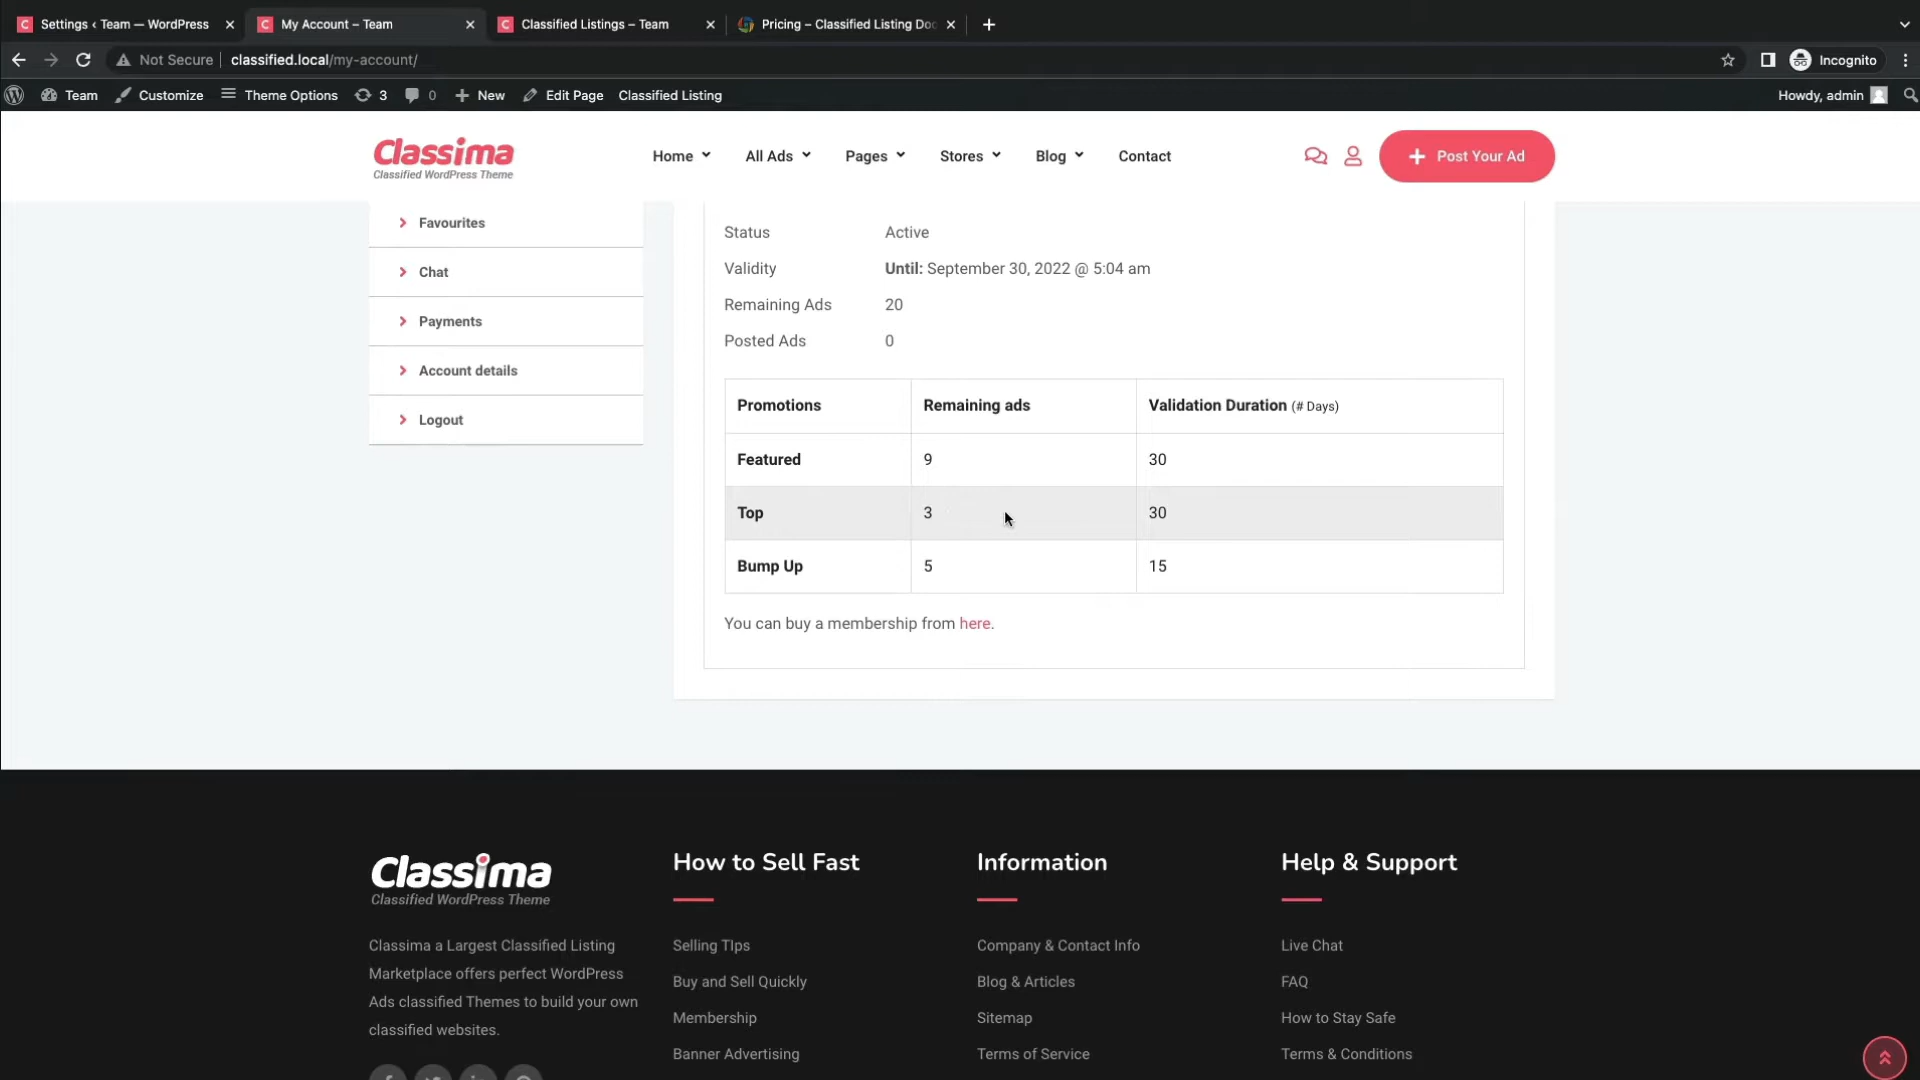 Settings ‹ Team — WordPress
My Account – Team
Classified Listings – Team
Pricing – Classified Listing Doc
Not Secure
classified.local/my-account/
Incognito
Team
Customize
Theme Options
3
0
New
Edit Page
Classified Listing
Howdy, admin
Classima
Classified WordPress Theme
Home
All Ads
Pages
Stores
Blog
Contact
Post Your Ad
Favourites
Chat
Payments
Account details
Logout
Status Active
Validity Until: September 30, 2022 @ 5:04 am
Remaining Ads 20
Posted Ads 0
Promotions Remaining ads Validation Duration (# Days)
Featured 9 30
Top 3 30
Bump Up 5 15
You can buy a membership from here.
Classima
Classified WordPress Theme
Classima a Largest Classified Listing
Marketplace offers perfect WordPress
Ads classified Themes to build your own
classified websites.
How to Sell Fast
Selling TIps
Buy and Sell Quickly
Membership
Banner Advertising
Information
Company & Contact Info
Blog & Articles
Sitemap
Terms of Service
Help & Support
Live Chat
FAQ
How to Stay Safe
Terms & Conditions